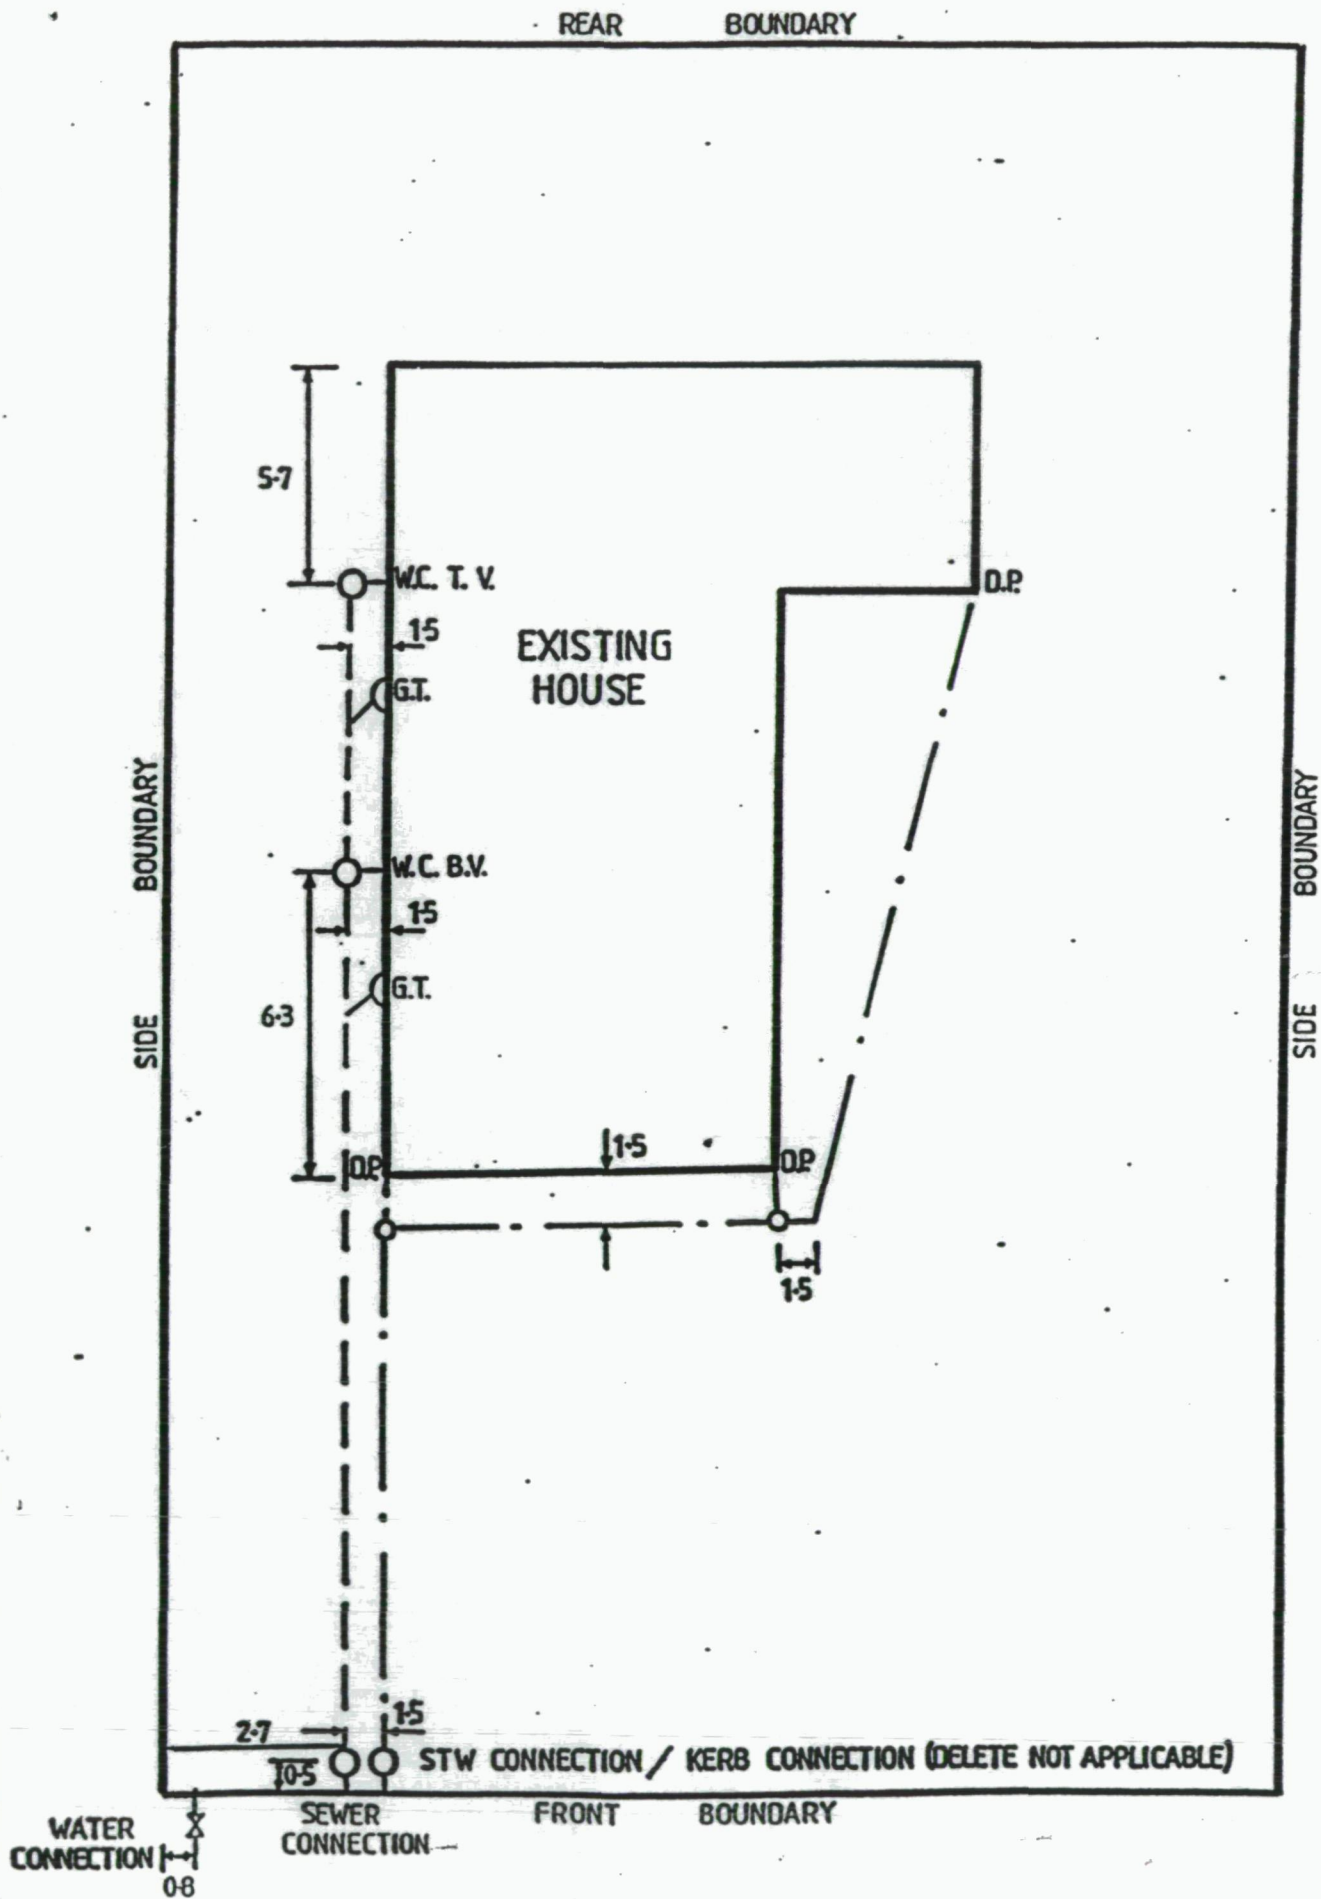 REAR BOUNDARY
5·7
W.C. T. V.
D.P.
1·5
EXISTING
HOUSE
G.T.
SIDE BOUNDARY
SIDE BOUNDARY
W.C. B.V.
1·5
G.T.
6·3
1·5
D.P.
D.P.
1·5
1·5
2·7
STW CONNECTION / KERB CONNECTION (DELETE NOT APPLICABLE)
0·5
WATER
CONNECTION
SEWER
CONNECTION
FRONT BOUNDARY
0·8